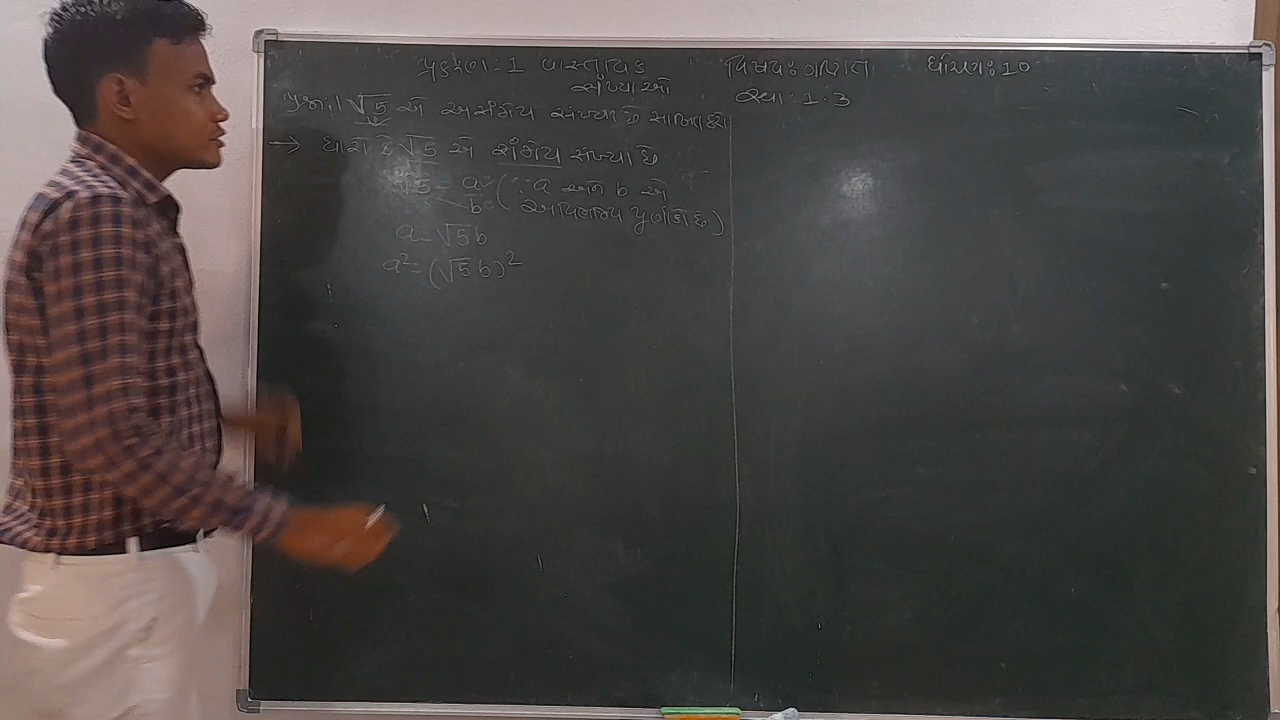 પ્રકરણ-1 વાસ્તવિક સંખ્યાઓ
વિષય: ગણિત
ધોરણ: 10
સ્વા: 1.3
પ્રશ્ન:1 √5 એ અસંમેય સંખ્યા છે સાબિત કરો
→ ધારો કે √5 એ સંમેય સંખ્યા છે
√5 = a/b (∵ a અને b એ
અવિભાજ્ય પૂર્ણાંકો છે)
a = √5 b
a² = (√5 b)²